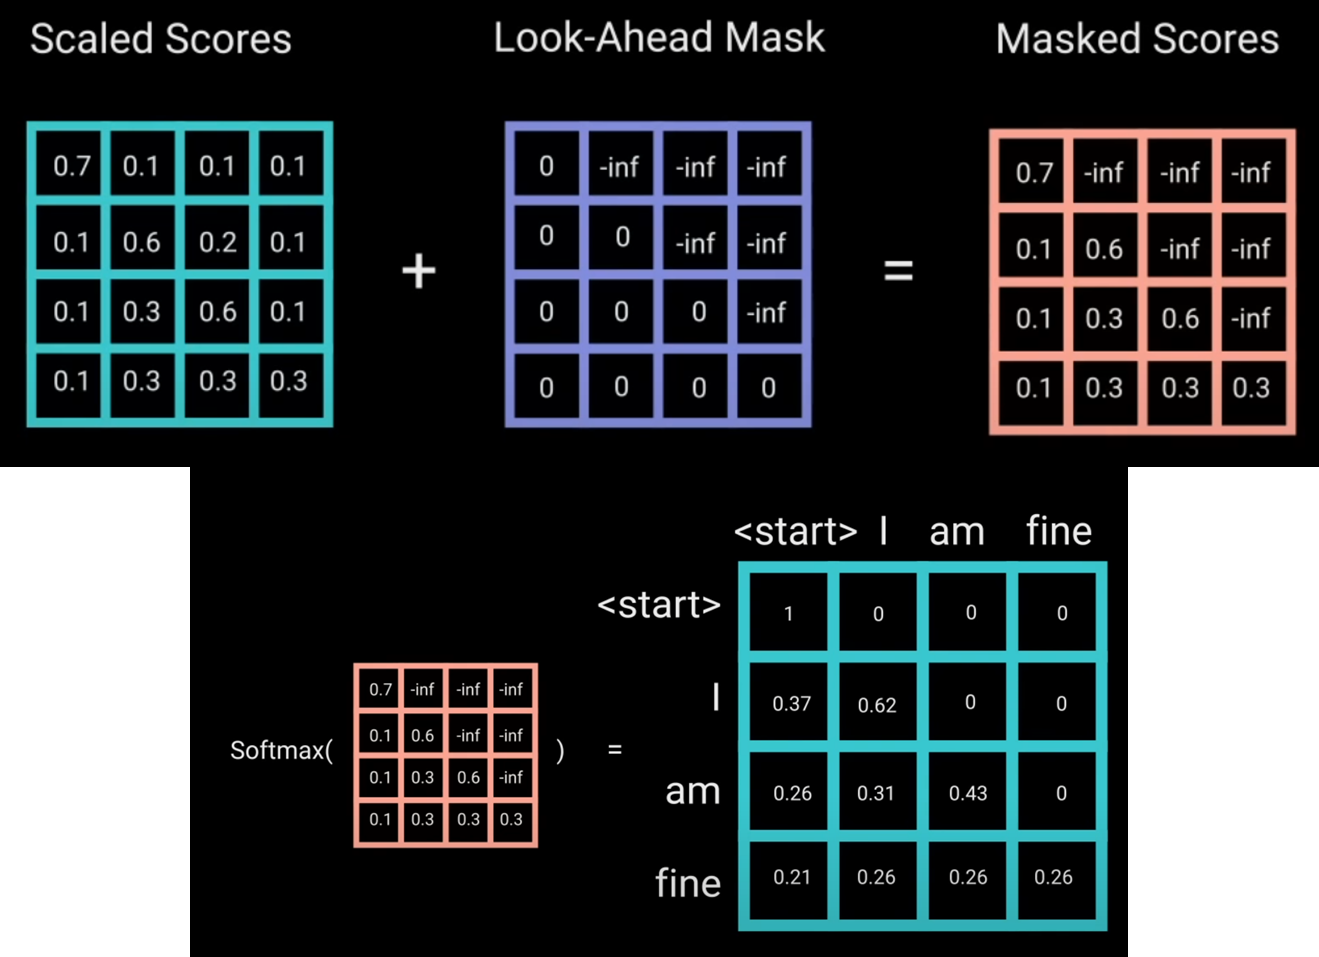 Scaled Scores Look-Ahead Mask Masked Scores
0.7 0.1 0.1 0.1 0 -inf -inf -inf 0.7 -inf -inf -inf
0.1 0.6 0.2 0.1 + 0 0 -inf -inf = 0.1 0.6 -inf -inf
0.1 0.3 0.6 0.1 0 0 0 -inf 0.1 0.3 0.6 -inf
0.1 0.3 0.3 0.3 0 0 0 0 0.1 0.3 0.3 0.3
<start> I am fine
<start> 1 0 0 0
I 0.37 0.62 0 0
am 0.26 0.31 0.43 0
fine 0.21 0.26 0.26 0.26
Softmax( ) =
0.7 -inf -inf -inf
0.1 0.6 -inf -inf
0.1 0.3 0.6 -inf
0.1 0.3 0.3 0.3